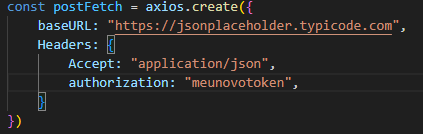 const postFetch = axios.create({
    baseURL: "https://jsonplaceholder.typicode.com",
    Headers: {
        Accept: "application/json",
        authorization: "meunovotoken",
    }
})